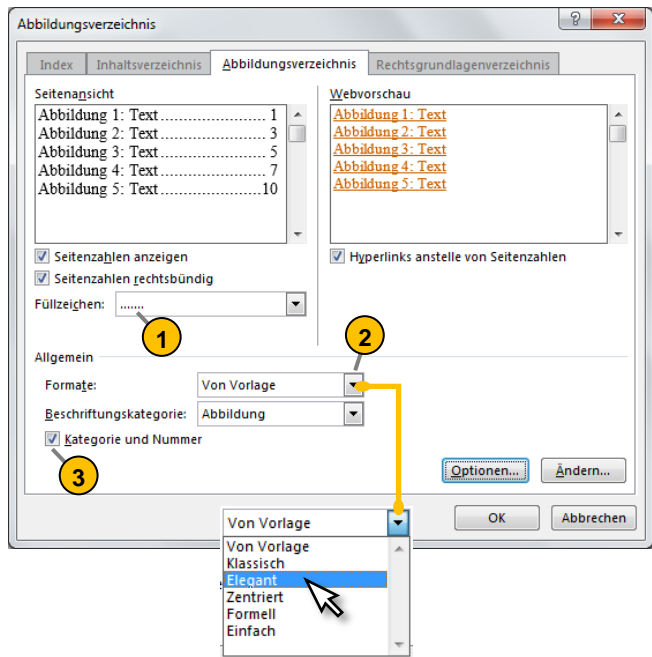 Abbildungsverzeichnis
Index Inhaltsverzeichnis Abbildungsverzeichnis Rechtsgrundlagenverzeichnis
Seitenansicht
Abbildung 1: Text.......................... 1
Abbildung 2: Text.......................... 3
Abbildung 3: Text.......................... 5
Abbildung 4: Text.......................... 7
Abbildung 5: Text.........................10
Webvorschau
Abbildung 1: Text
Abbildung 2: Text
Abbildung 3: Text
Abbildung 4: Text
Abbildung 5: Text
Seitenzahlen anzeigen
Seitenzahlen rechtsbündig
Hyperlinks anstelle von Seitenzahlen
Füllzeichen: .......
1
2
Allgemein
Formate: Von Vorlage
Beschriftungskategorie: Abbildung
Kategorie und Nummer
3
Optionen... Ändern...
OK Abbrechen
Von Vorlage
Von Vorlage
Klassisch
Elegant
Zentriert
Formell
Einfach